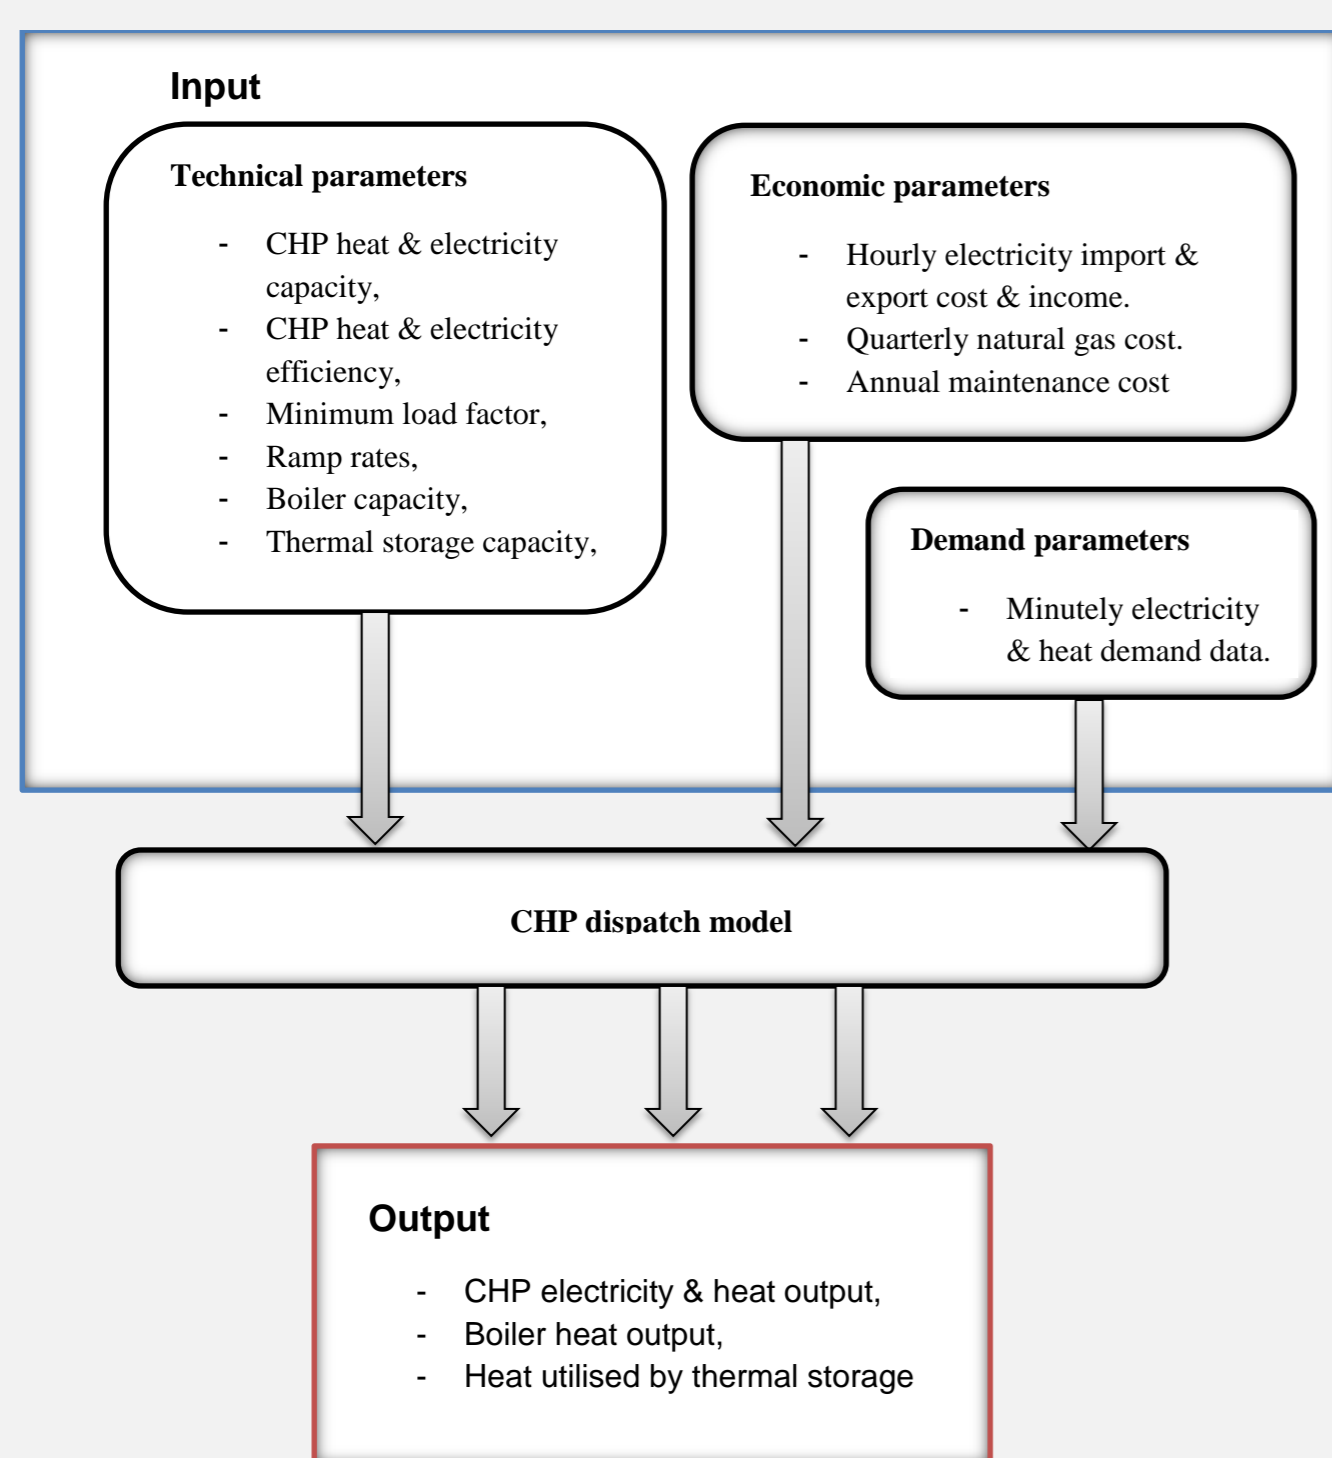 Input
Technical parameters
- CHP heat & electricity
capacity,
- CHP heat & electricity
efficiency,
- Minimum load factor,
- Ramp rates,
- Boiler capacity,
- Thermal storage capacity,
Economic parameters
- Hourly electricity import &
export cost & income.
- Quarterly natural gas cost.
- Annual maintenance cost
Demand parameters
- Minutely electricity
& heat demand data.
CHP dispatch model
Output
- CHP electricity & heat output,
- Boiler heat output,
- Heat utilised by thermal storage